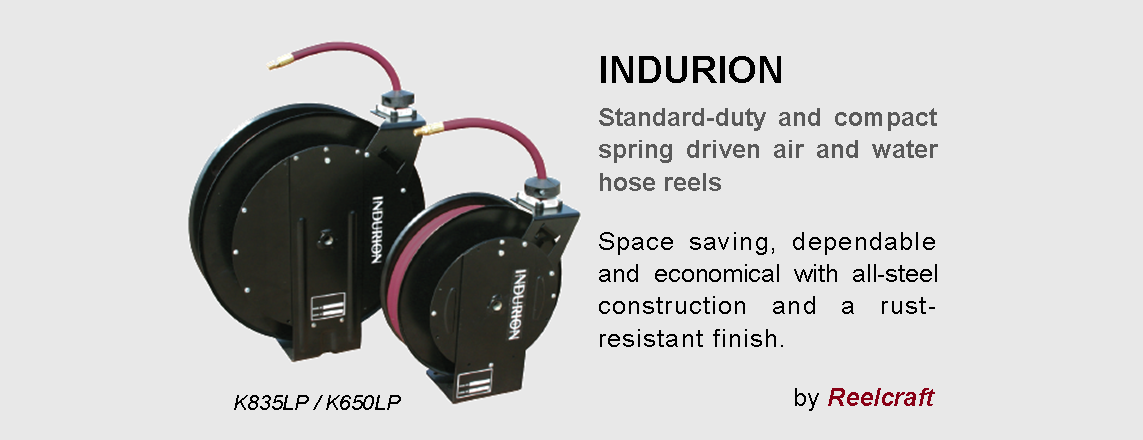 INDURION
Standard-duty and compact
spring driven air and water
hose reels
Space saving, dependable
and economical with all-steel
construction and a rust-
resistant finish.
by Reelcraft
INDURION
INDURION
K835LP / K650LP